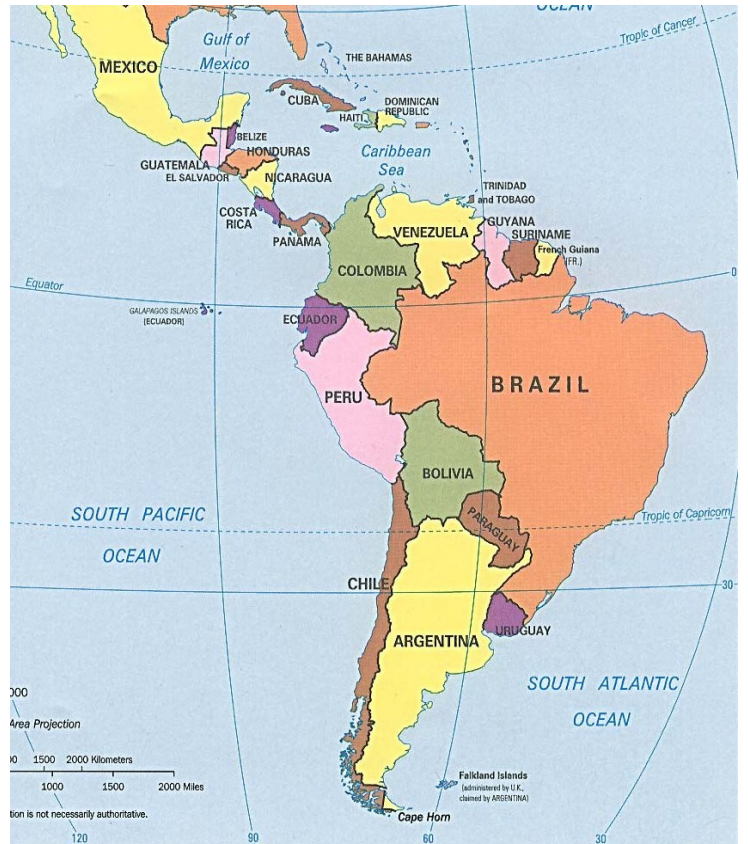 OCEAN
Tropic of Cancer
Gulf of
Mexico
MEXICO
THE BAHAMAS
CUBA
HAITI
DOMINICAN
REPUBLIC
BELIZE
HONDURAS
GUATEMALA
EL SALVADOR
NICARAGUA
Caribbean
Sea
COSTA
RICA
PANAMA
TRINIDAD
and TOBAGO
VENEZUELA
GUYANA
SURINAME
French Guiana
(FR.)
COLOMBIA
Equator
0
GALAPAGOS ISLANDS
(ECUADOR)
ECUADOR
PERU
BRAZIL
BOLIVIA
SOUTH PACIFIC
OCEAN
PARAGUAY
Tropic of Capricorn
CHILE
30
ARGENTINA
URUGUAY
SOUTH ATLANTIC
OCEAN
000
Area Projection
00 1500 2000 Kilometers
1000 1500 2000 Miles
Falkland Islands
(administered by U.K.,
claimed by ARGENTINA)
tion is not necessarily authoritative.
Cape Horn
120 90 60 30